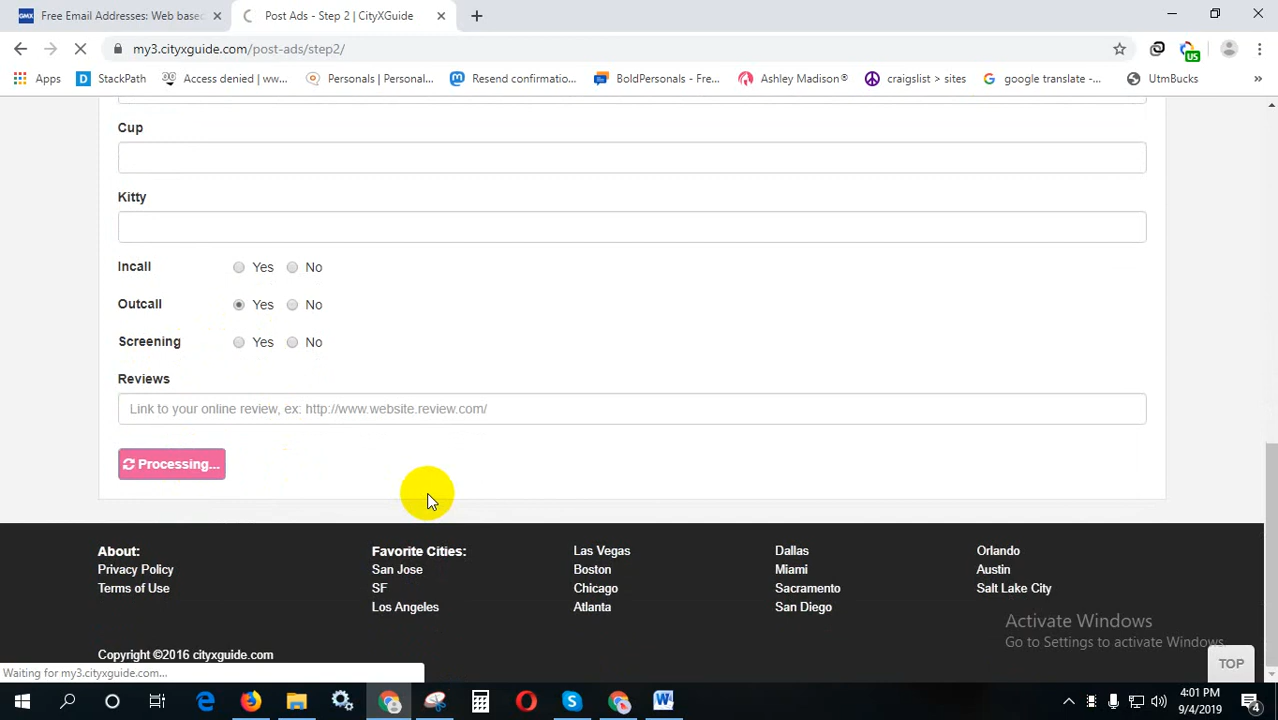 Free Email Addresses: Web based
Post Ads - Step 2 | CityXGuide
my3.cityxguide.com/post-ads/step2/
Apps
StackPath
Access denied | ww...
Personals | Personal...
Resend confirmatio...
BoldPersonals - Fre...
Ashley Madison®
craigslist > sites
google translate -...
UtmBucks
»
Cup
Kitty
Incall Yes No
Outcall Yes No
Screening Yes No
Reviews
Link to your online review, ex: http://www.website.review.com/
Processing...
About:
Privacy Policy
Terms of Use
Favorite Cities:
San Jose
SF
Los Angeles
Las Vegas
Boston
Chicago
Atlanta
Dallas
Miami
Sacramento
San Diego
Orlando
Austin
Salt Lake City
Activate Windows
Go to Settings to activate Windows.
Copyright ©2016 cityxguide.com
TOP
Waiting for my3.cityxguide.com...
4:01 PM
9/4/2019